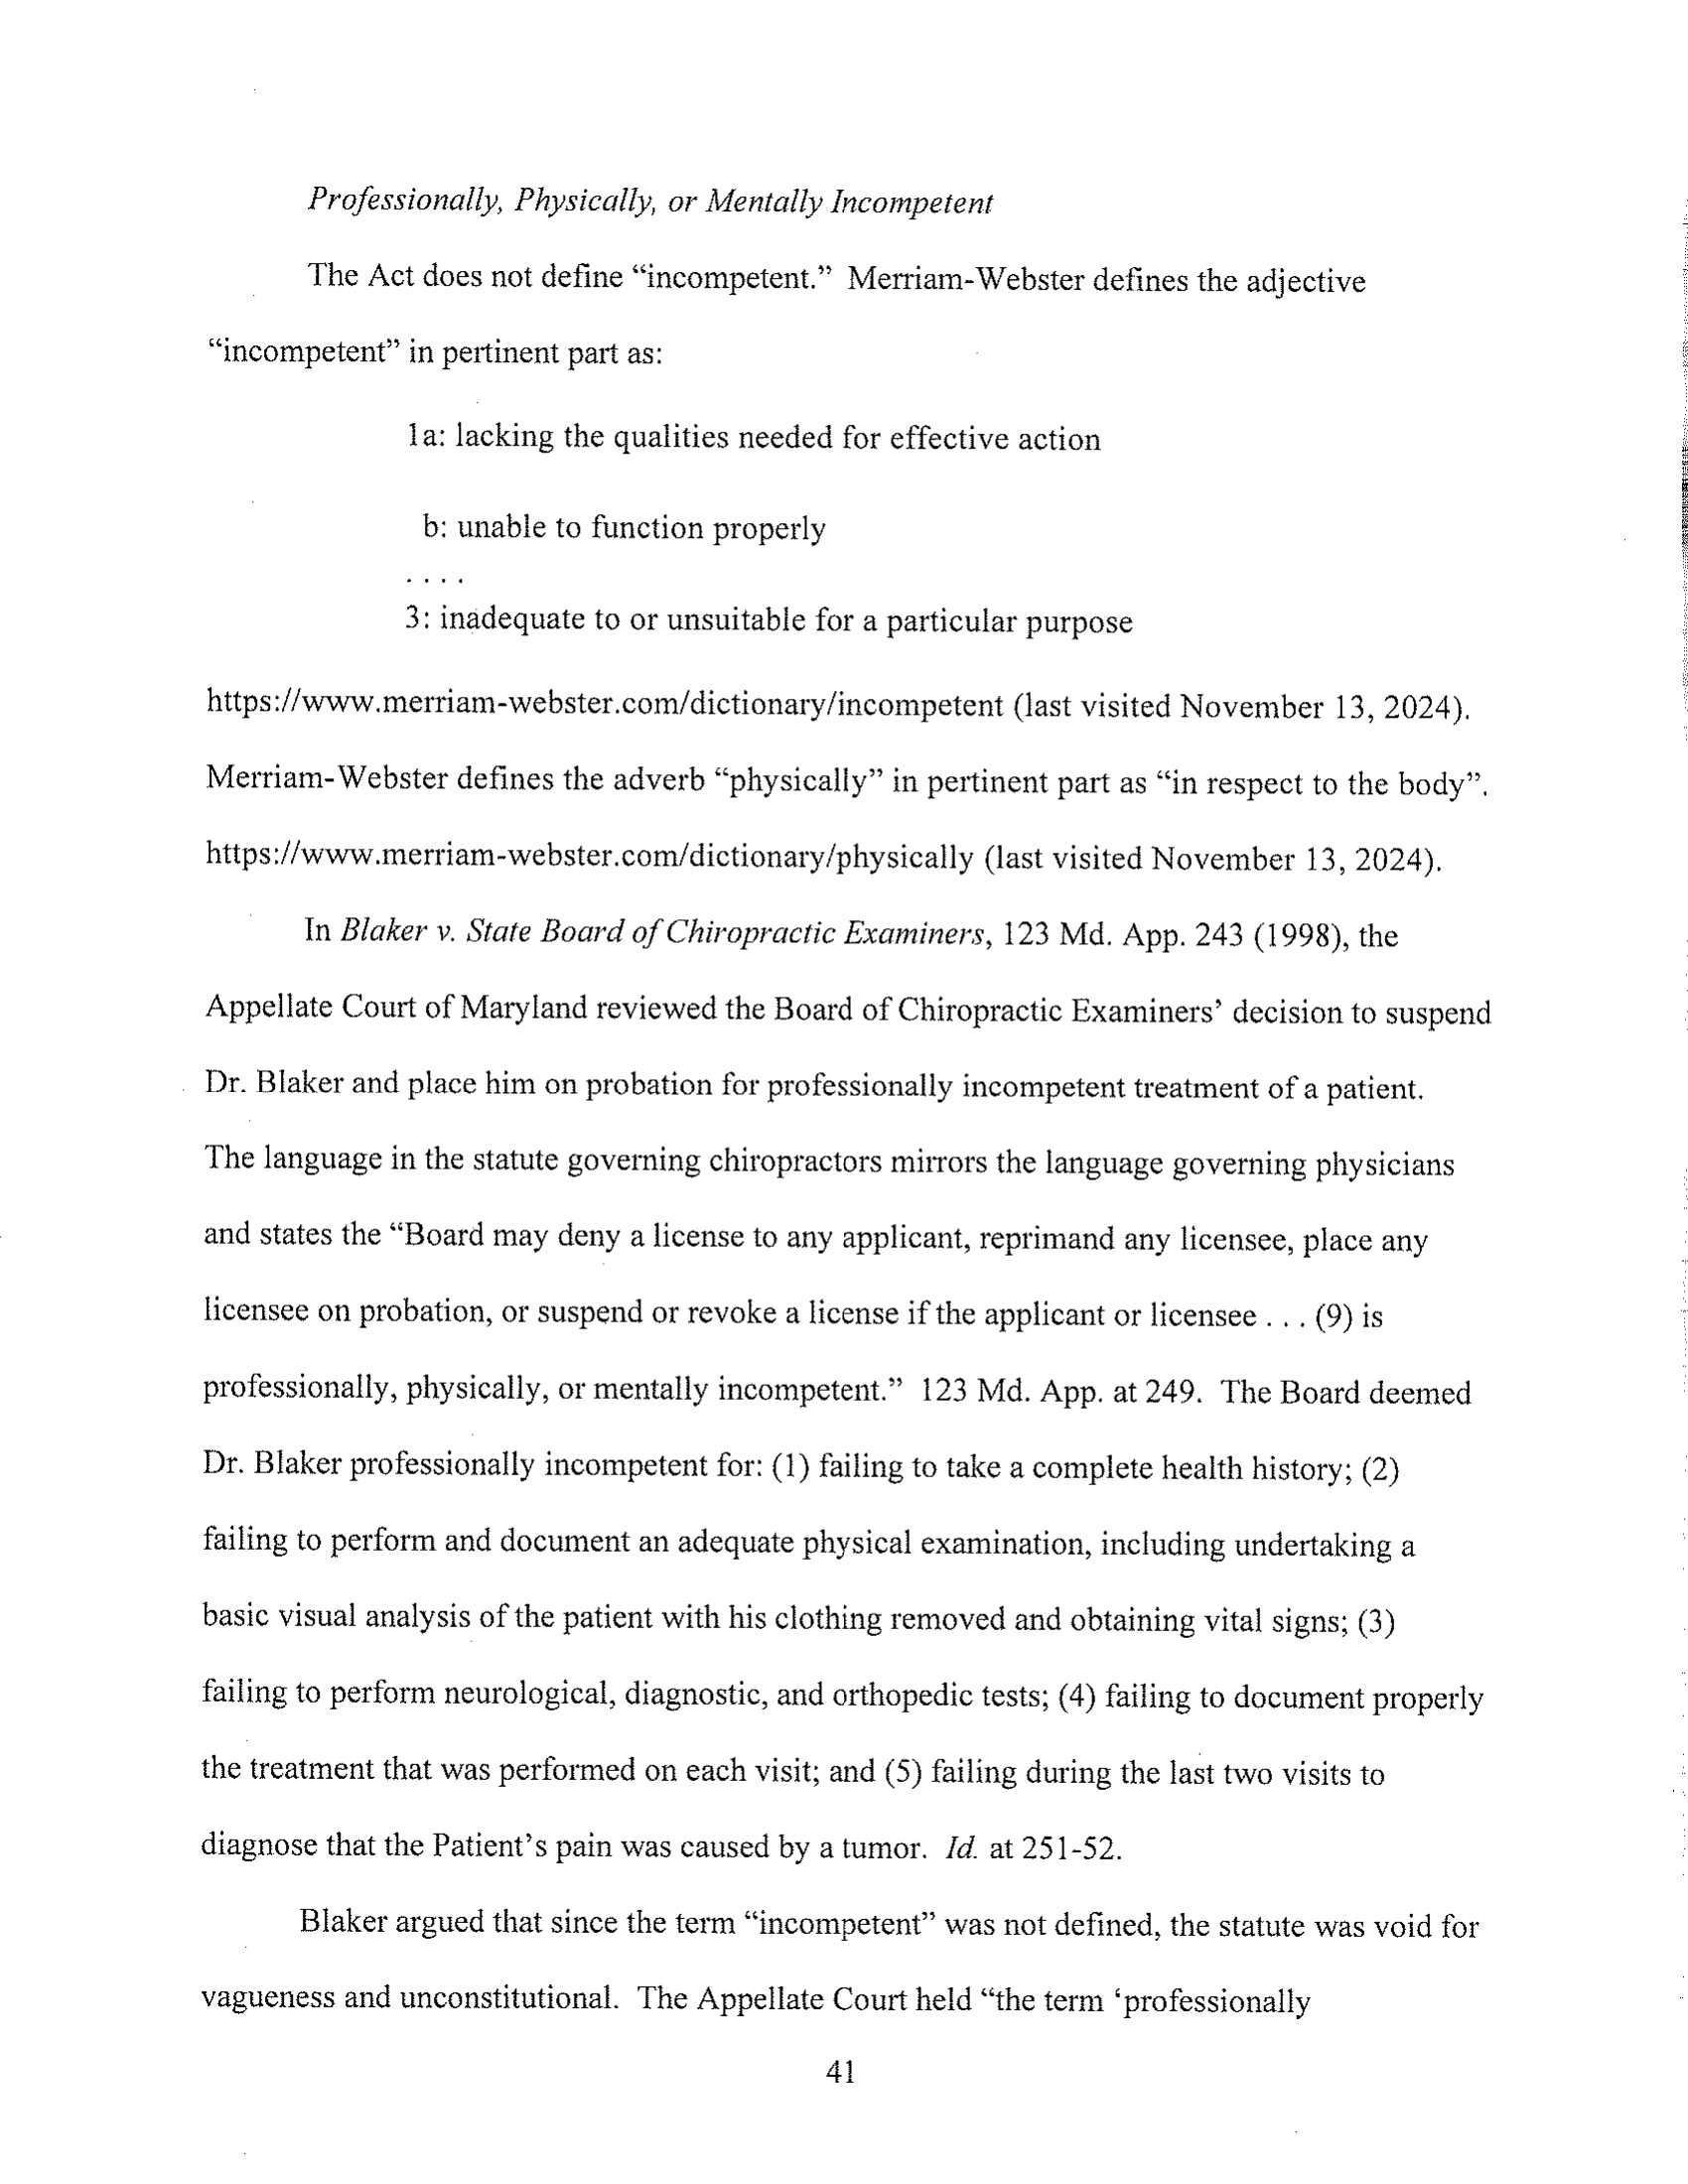 Professionally, Physically, or Mentally Incompetent
The Act does not define “incompetent.” Merriam-Webster defines the adjective
“incompetent” in pertinent part as:
1a: lacking the qualities needed for effective action
b: unable to function properly
. . . .
3: inadequate to or unsuitable for a particular purpose
https://www.merriam-webster.com/dictionary/incompetent (last visited November 13, 2024).
Merriam-Webster defines the adverb “physically” in pertinent part as “in respect to the body”.
https://www.merriam-webster.com/dictionary/physically (last visited November 13, 2024).
In Blaker v. State Board of Chiropractic Examiners, 123 Md. App. 243 (1998), the
Appellate Court of Maryland reviewed the Board of Chiropractic Examiners’ decision to suspend
Dr. Blaker and place him on probation for professionally incompetent treatment of a patient.
The language in the statute governing chiropractors mirrors the language governing physicians
and states the “Board may deny a license to any applicant, reprimand any licensee, place any
licensee on probation, or suspend or revoke a license if the applicant or licensee . . . (9) is
professionally, physically, or mentally incompetent.” 123 Md. App. at 249. The Board deemed
Dr. Blaker professionally incompetent for: (1) failing to take a complete health history; (2)
failing to perform and document an adequate physical examination, including undertaking a
basic visual analysis of the patient with his clothing removed and obtaining vital signs; (3)
failing to perform neurological, diagnostic, and orthopedic tests; (4) failing to document properly
the treatment that was performed on each visit; and (5) failing during the last two visits to
diagnose that the Patient’s pain was caused by a tumor. Id. at 251-52.
Blaker argued that since the term “incompetent” was not defined, the statute was void for
vagueness and unconstitutional. The Appellate Court held “the term ‘professionally
41